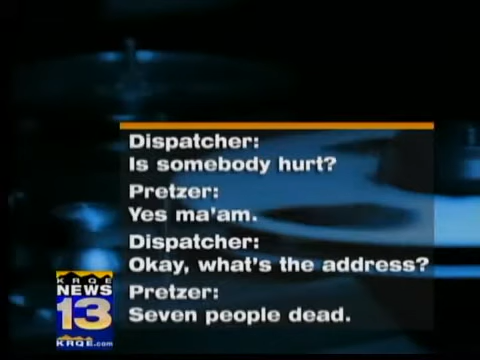 Dispatcher:
Is somebody hurt?
Pretzer:
Yes ma'am.
Dispatcher:
Okay, what's the address?
Pretzer:
Seven people dead.
KRQE
NEWS
13
KRQE.com